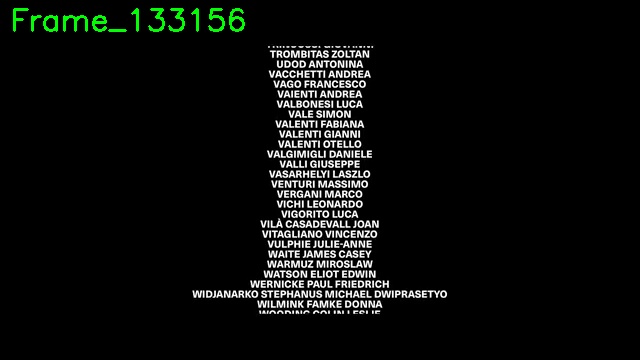 Frame_133156
TROMBITAS ZOLTAN
UDOD ANTONINA
VACCHETTI ANDREA
VAGO FRANCESCO
VAIENTI ANDREA
VALBONESI LUCA
VALE SIMON
VALENTI FABIANA
VALENTI GIANNI
VALENTI OTELLO
VALGIMIGLI DANIELE
VALLI GIUSEPPE
VASARHELYI LASZLO
VENTURI MASSIMO
VERGANI MARCO
VICHI LEONARDO
VIGORITO LUCA
VILÀ CASADEVALL JOAN
VITAGLIANO VINCENZO
VULPHIE JULIE-ANNE
WAITE JAMES CASEY
WARMUZ MIROSLAW
WATSON ELIOT EDWIN
WERNICKE PAUL FRIEDRICH
WIDJANARKO STEPHANUS MICHAEL DWIPRASETYO
WILMINK FAMKE DONNA
WOODING COLIN LESLIE